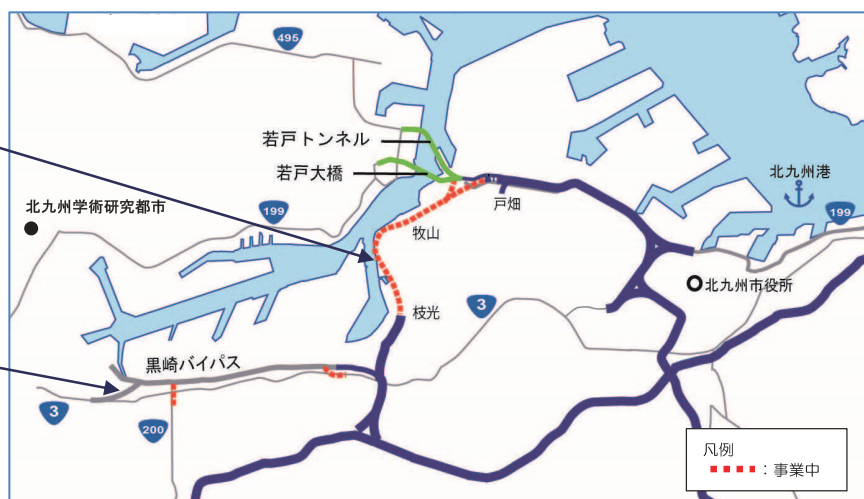 495
若戸トンネル
若戸大橋
北九州港
199
戸畑
北九州学術研究都市
199
牧山
北九州市役所
3
枝光
黒崎バイパス
3
200
凡例
：事業中